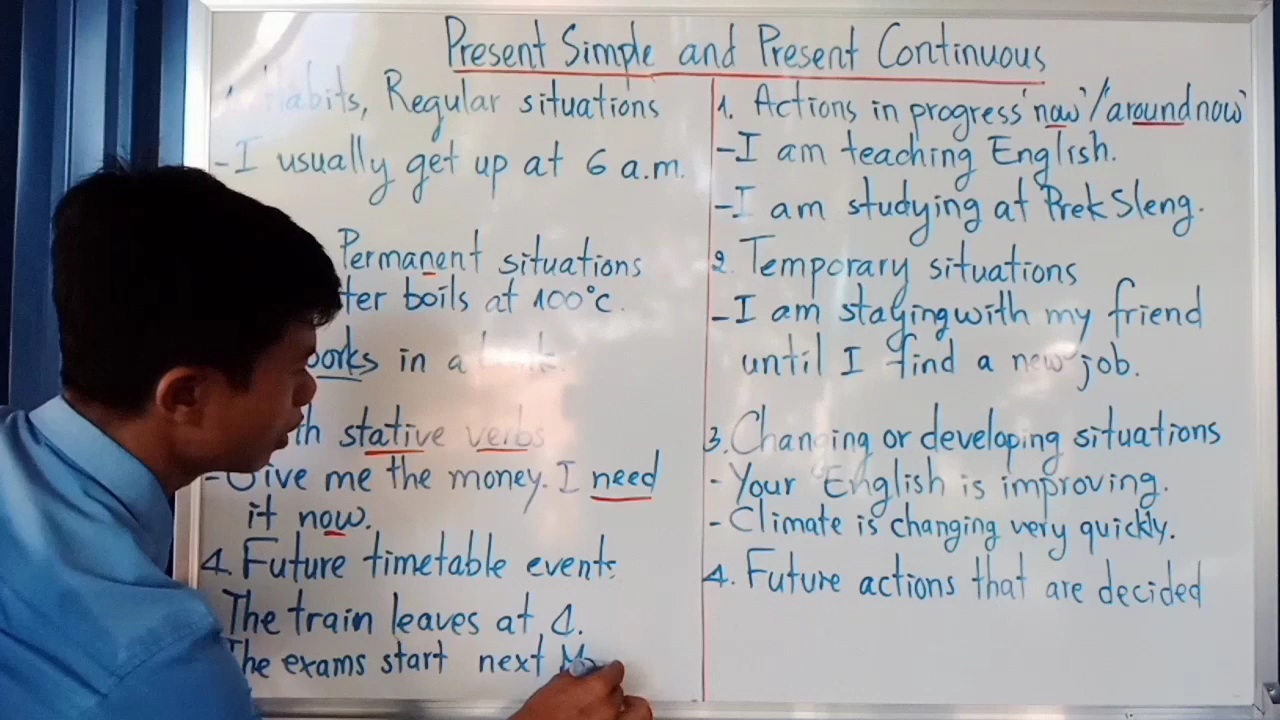 Present Simple and Present Continuous
Habits, Regular situations
-I usually get up at 6 a.m.
Permanent situations
ter boils at 100°c.
works in a
th stative verbs
-Give me the money. I need
it now.
4. Future timetable events
The train leaves at 4.
The exams start next
1. Actions in progress "now"/"around now"
-I am teaching English.
-I am studying at Prek Sleng.
2. Temporary situations
-I am staying with my friend
until I find a new job.
3. Changing or developing situations
- Your English is improving.
- Climate is changing very quickly.
4. Future actions that are decided